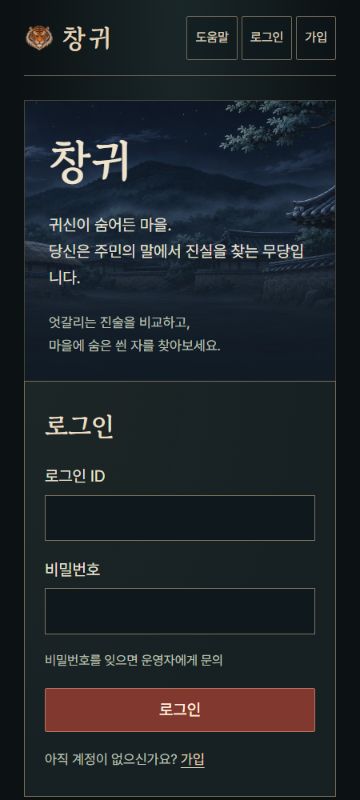 창귀
도움말 로그인 가입
창귀
귀신이 숨어든 마을.
당신은 주민의 말에서 진실을 찾는 무당입
니다.
엇갈리는 진술을 비교하고,
마을에 숨은 씐 자를 찾아보세요.
로그인
로그인 ID
비밀번호
비밀번호를 잊으면 운영자에게 문의
로그인
아직 계정이 없으신가요? 가입